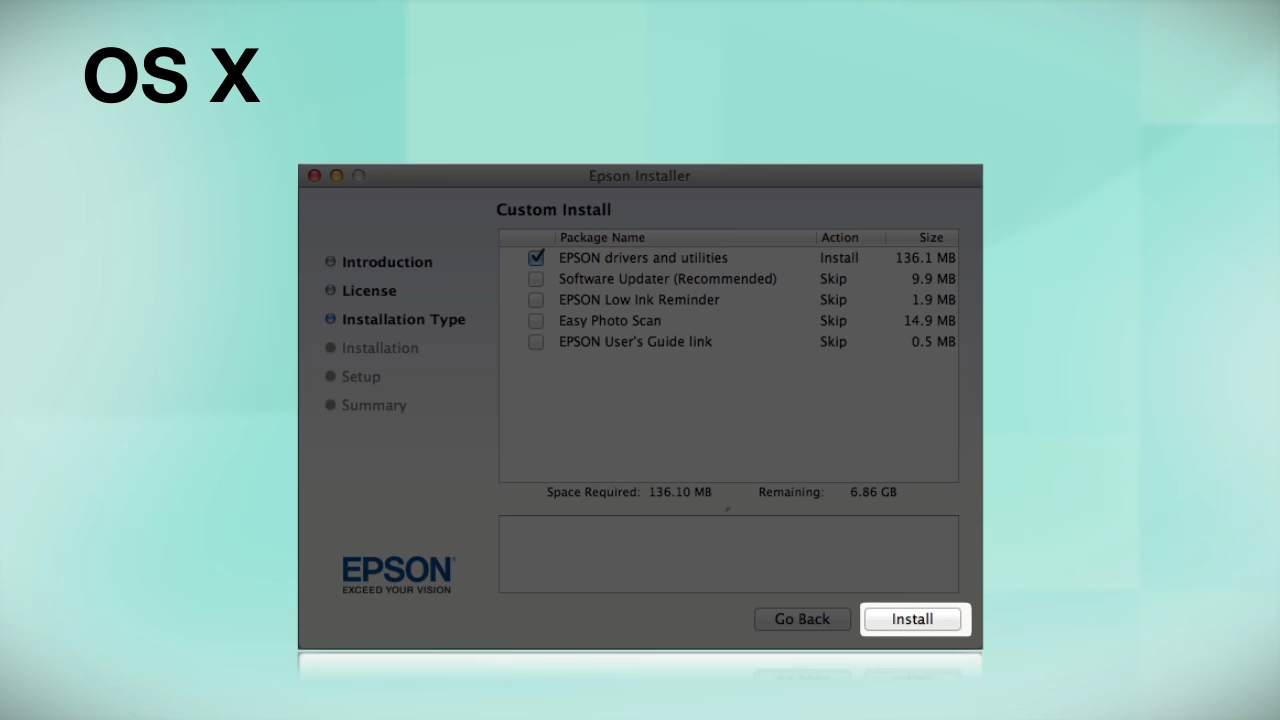 OS X
Epson Installer
Custom Install
Package Name Action Size
EPSON drivers and utilities Install 136.1 MB
Software Updater (Recommended) Skip 9.9 MB
EPSON Low Ink Reminder Skip 1.9 MB
Easy Photo Scan Skip 14.9 MB
EPSON User's Guide link Skip 0.5 MB
Introduction
License
Installation Type
Installation
Setup
Summary
Space Required: 136.10 MB Remaining: 6.86 GB
EPSON
EXCEED YOUR VISION
Go Back Install